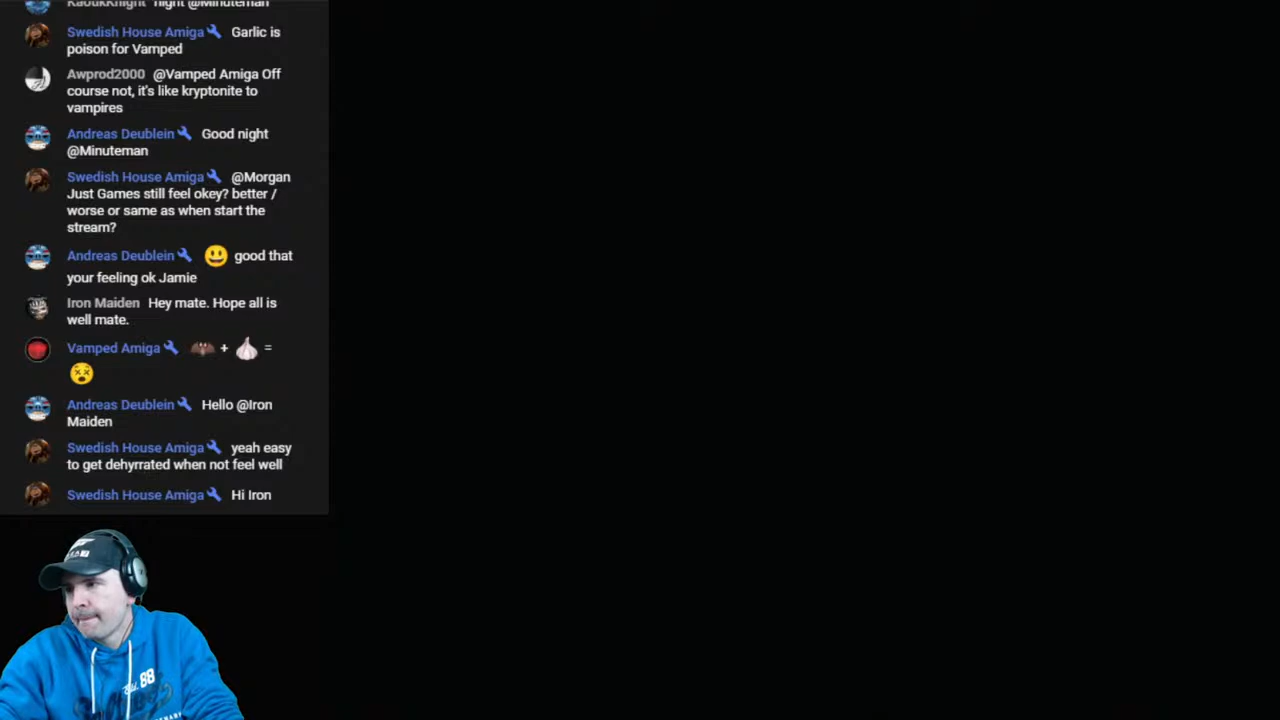 KaoukKnight night @Minuteman
Swedish House Amiga Garlic is
poison for Vamped
Awprod2000 @Vamped Amiga Off
course not, it's like kryptonite to
vampires
Andreas Deublein Good night
@Minuteman
Swedish House Amiga @Morgan
Just Games still feel okey? better /
worse or same as when start the
stream?
Andreas Deublein 😃 good that
your feeling ok Jamie
Iron Maiden Hey mate. Hope all is
well mate.
Vamped Amiga 🦇 + 🧄 =
😵
Andreas Deublein Hello @Iron
Maiden
Swedish House Amiga yeah easy
to get dehyrrated when not feel well
Swedish House Amiga Hi Iron
88